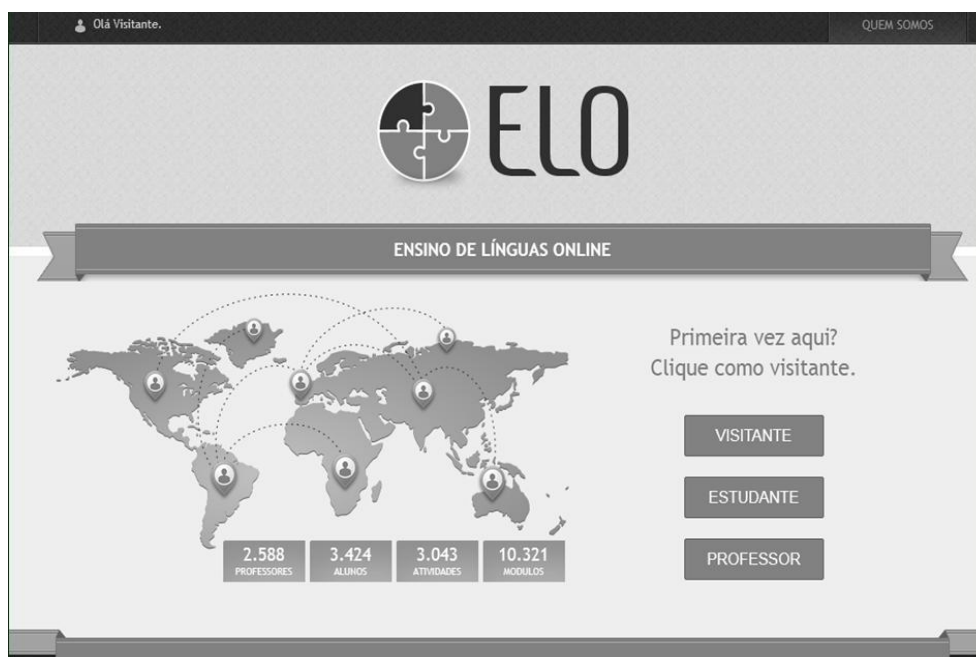 Olá Visitante.
QUEM SOMOS
ELO
ENSINO DE LÍNGUAS ONLINE
Primeira vez aqui?
Clique como visitante.
VISITANTE
ESTUDANTE
PROFESSOR
2.588 3.424 3.043 10.321
PROFESSORES ALUNOS ATIVIDADES MODULOS